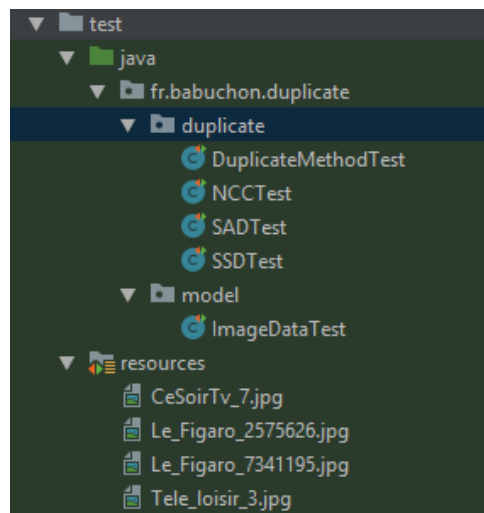 test
java
fr.babuchon.duplicate
duplicate
DuplicateMethodTest
NCCTest
SADTest
SSDTest
model
ImageDataTest
resources
CeSoirTv_7.jpg
Le_Figaro_2575626.jpg
Le_Figaro_7341195.jpg
Tele_loisir_3.jpg